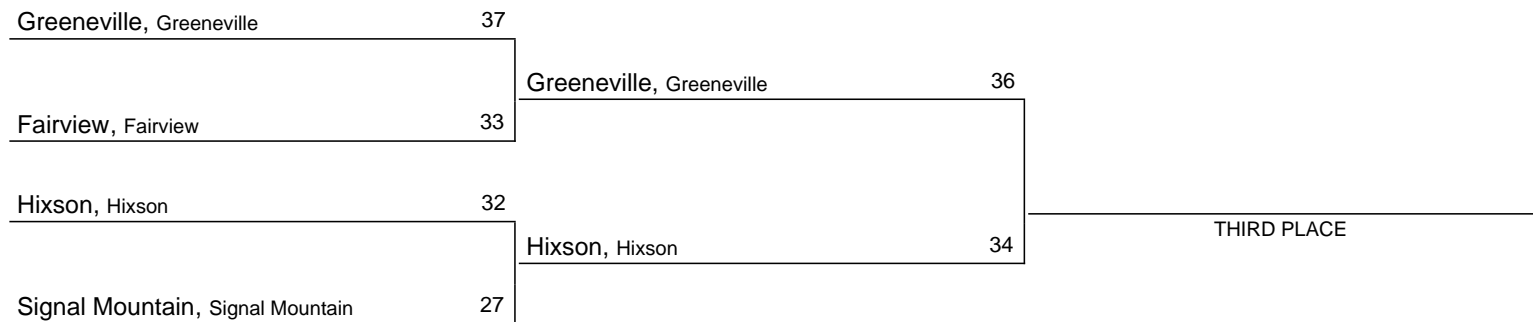 Greeneville, Greeneville 37
Greeneville, Greeneville 36
Fairview, Fairview 33
Hixson, Hixson 32
THIRD PLACE
Hixson, Hixson 34
Signal Mountain, Signal Mountain 27